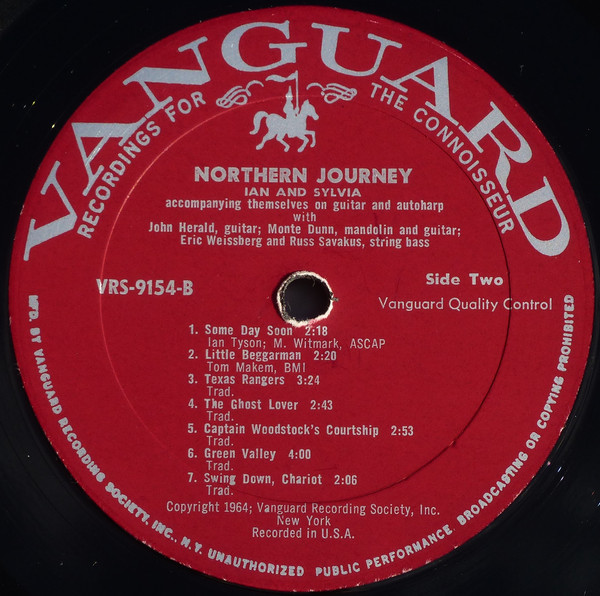 VANGUARD
RECORDINGS FOR THE CONNOISSEUR
NORTHERN JOURNEY
IAN AND SYLVIA
accompanying themselves on guitar and autoharp
with
John Herald, guitar; Monte Dunn, mandolin and guitar;
Eric Weissberg and Russ Savakus, string bass
VRS-9154-B
Side Two
Vanguard Quality Control
1. Some Day Soon 2:18
Ian Tyson; M. Witmark, ASCAP
2. Little Beggarman 2:20
Tom Makem, BMI
3. Texas Rangers 3:24
Trad.
4. The Ghost Lover 2:43
Trad.
5. Captain Woodstock's Courtship 2:53
Trad.
6. Green Valley 4:00
Trad.
7. Swing Down, Chariot 2:06
Trad.
Copyright 1964; Vanguard Recording Society, Inc.
New York
Recorded in U.S.A.
MFG. BY VANGUARD RECORDING SOCIETY, INC., N.Y. UNAUTHORIZED PUBLIC PERFORMANCE BROADCASTING OR COPYING PROHIBITED